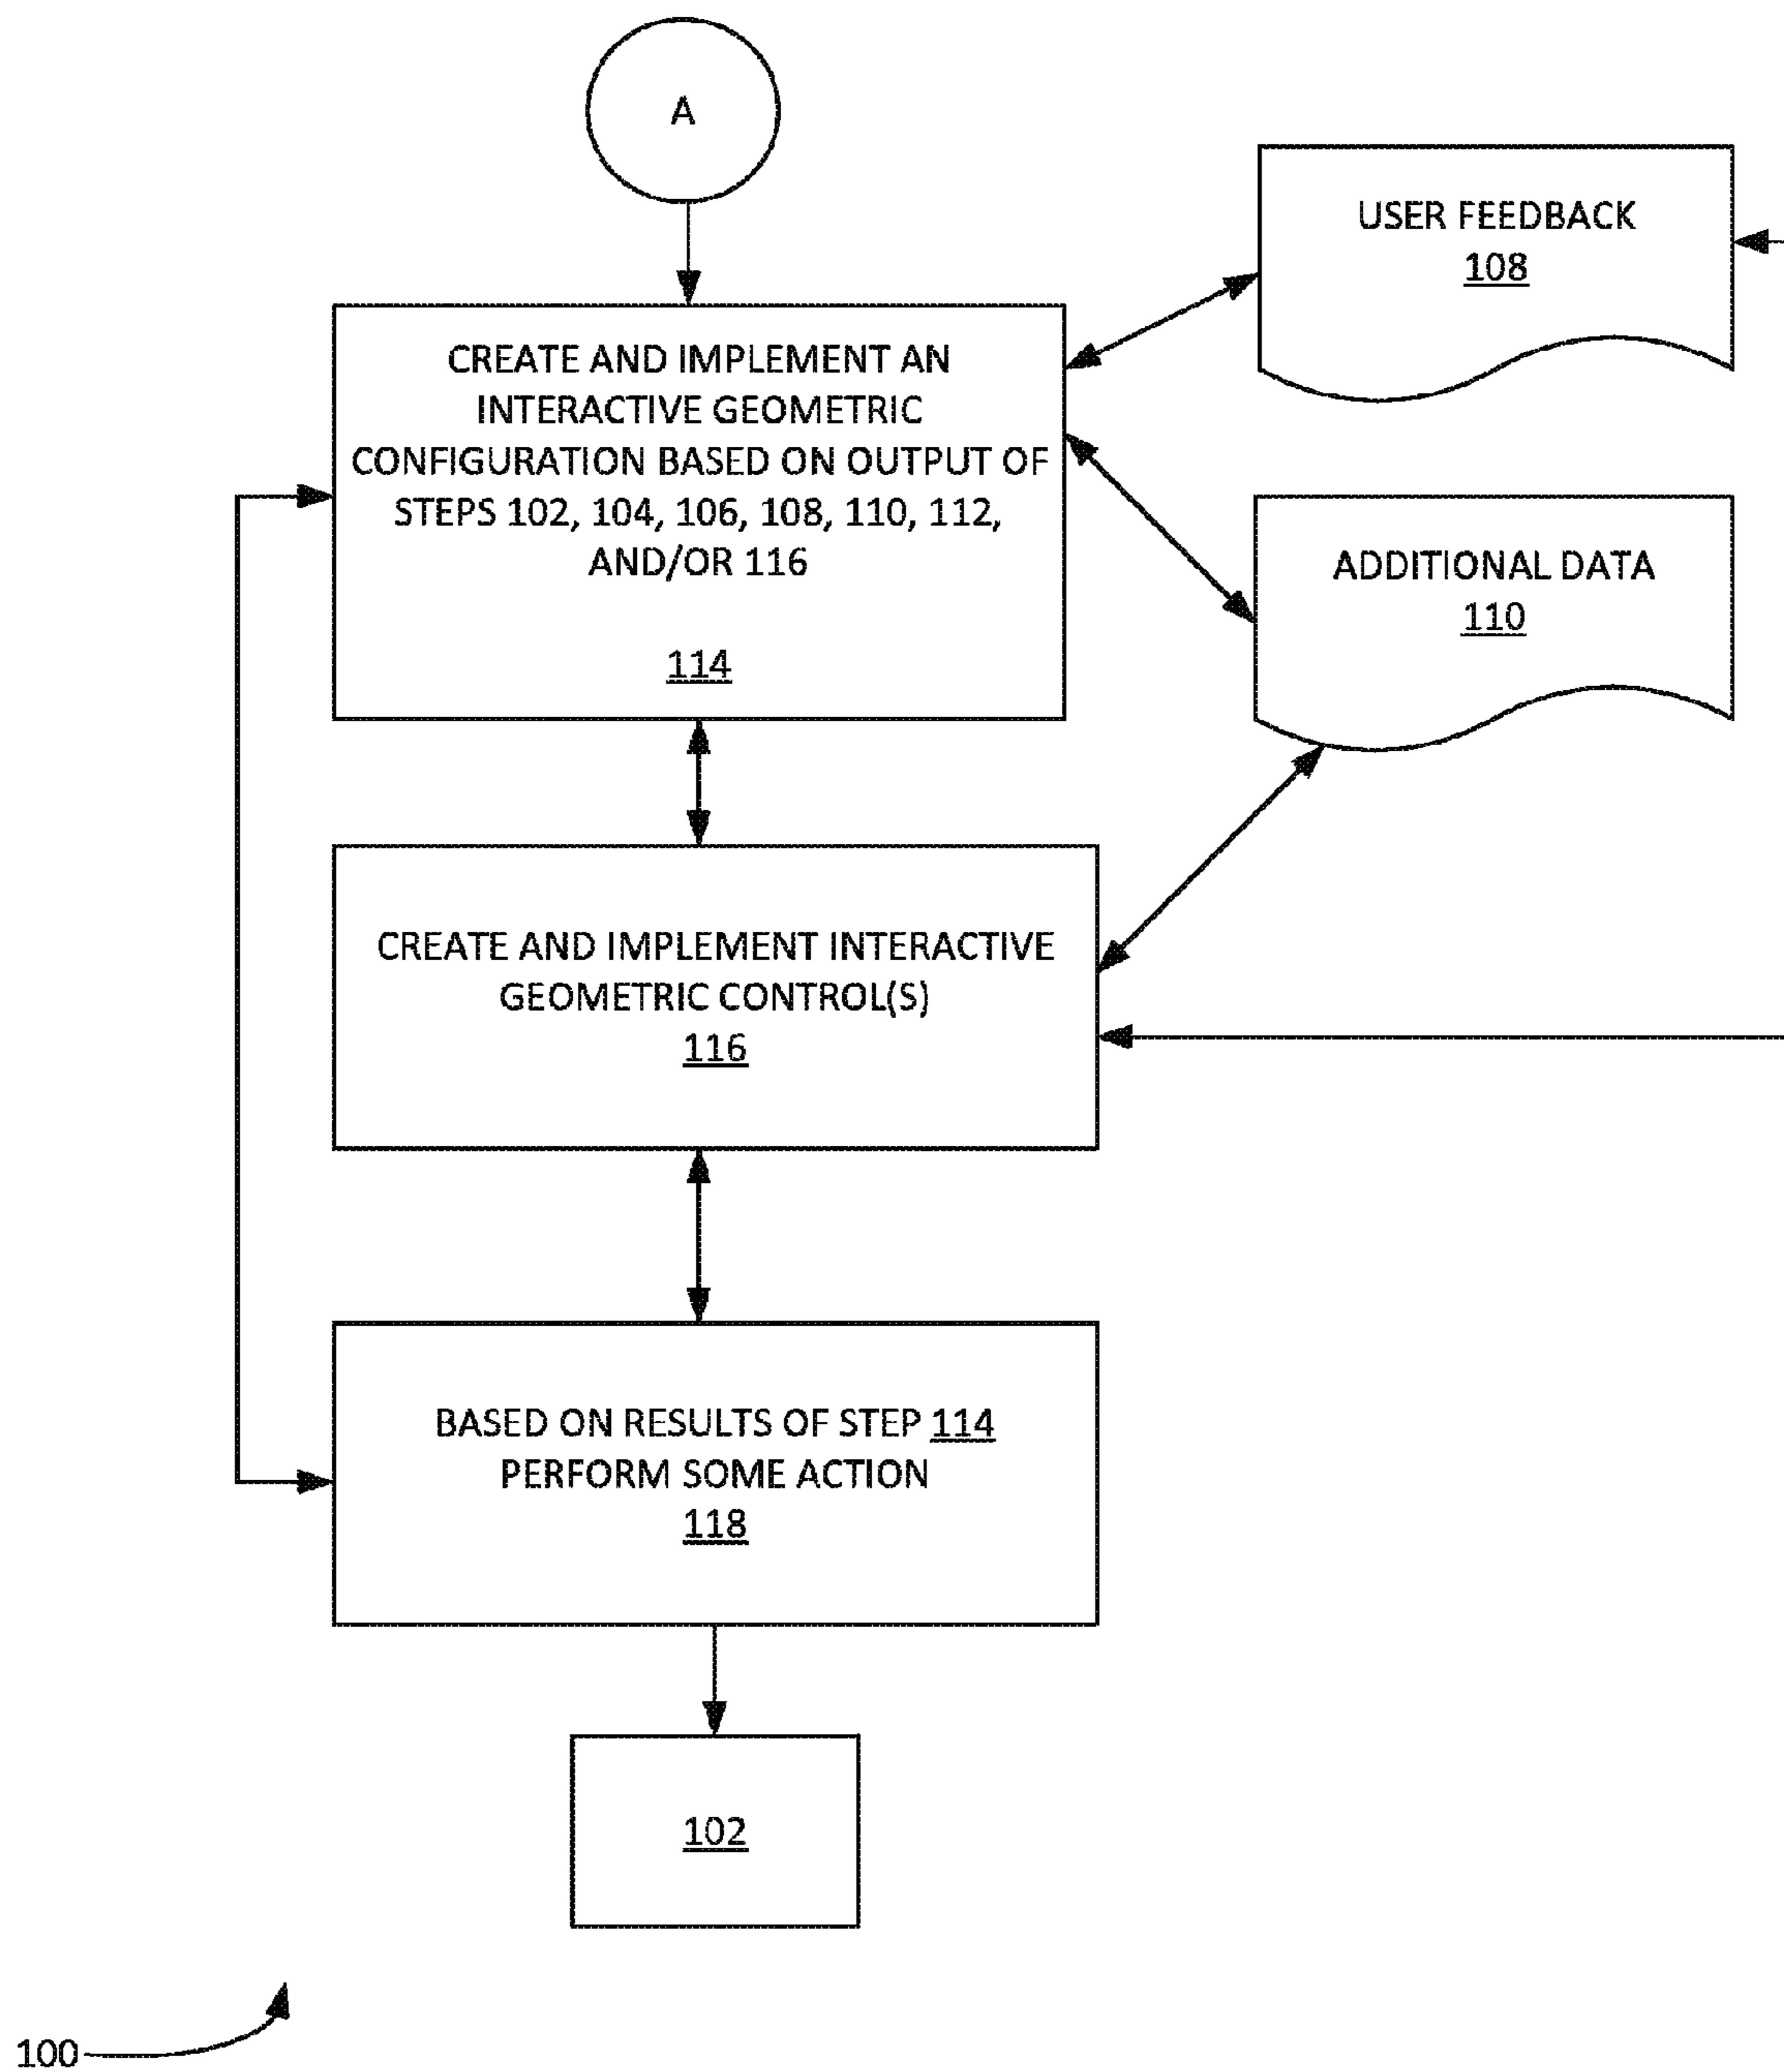 A
USER FEEDBACK
108
CREATE AND IMPLEMENT AN
INTERACTIVE GEOMETRIC
CONFIGURATION BASED ON OUTPUT OF
STEPS 102, 104, 106, 108, 110, 112,
AND/OR 116
114
ADDITIONAL DATA
110
CREATE AND IMPLEMENT INTERACTIVE
GEOMETRIC CONTROL(S)
116
BASED ON RESULTS OF STEP 114
PERFORM SOME ACTION
118
102
100